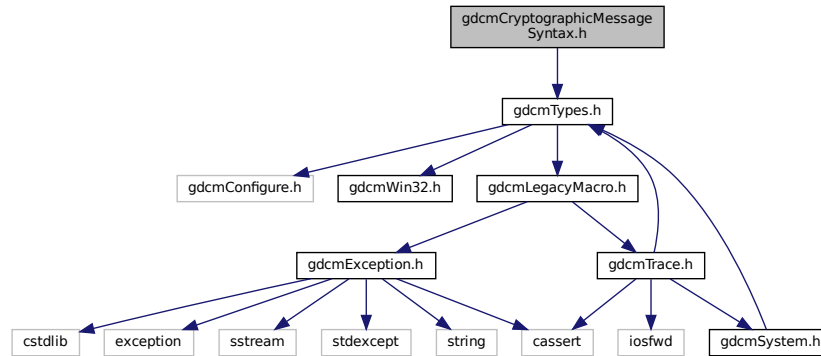 gdcmCryptographicMessage
Syntax.h
gdcmTypes.h
gdcmConfigure.h
gdcmWin32.h
gdcmLegacyMacro.h
gdcmException.h
gdcmTrace.h
cstdlib
exception
sstream
stdexcept
string
cassert
iosfwd
gdcmSystem.h